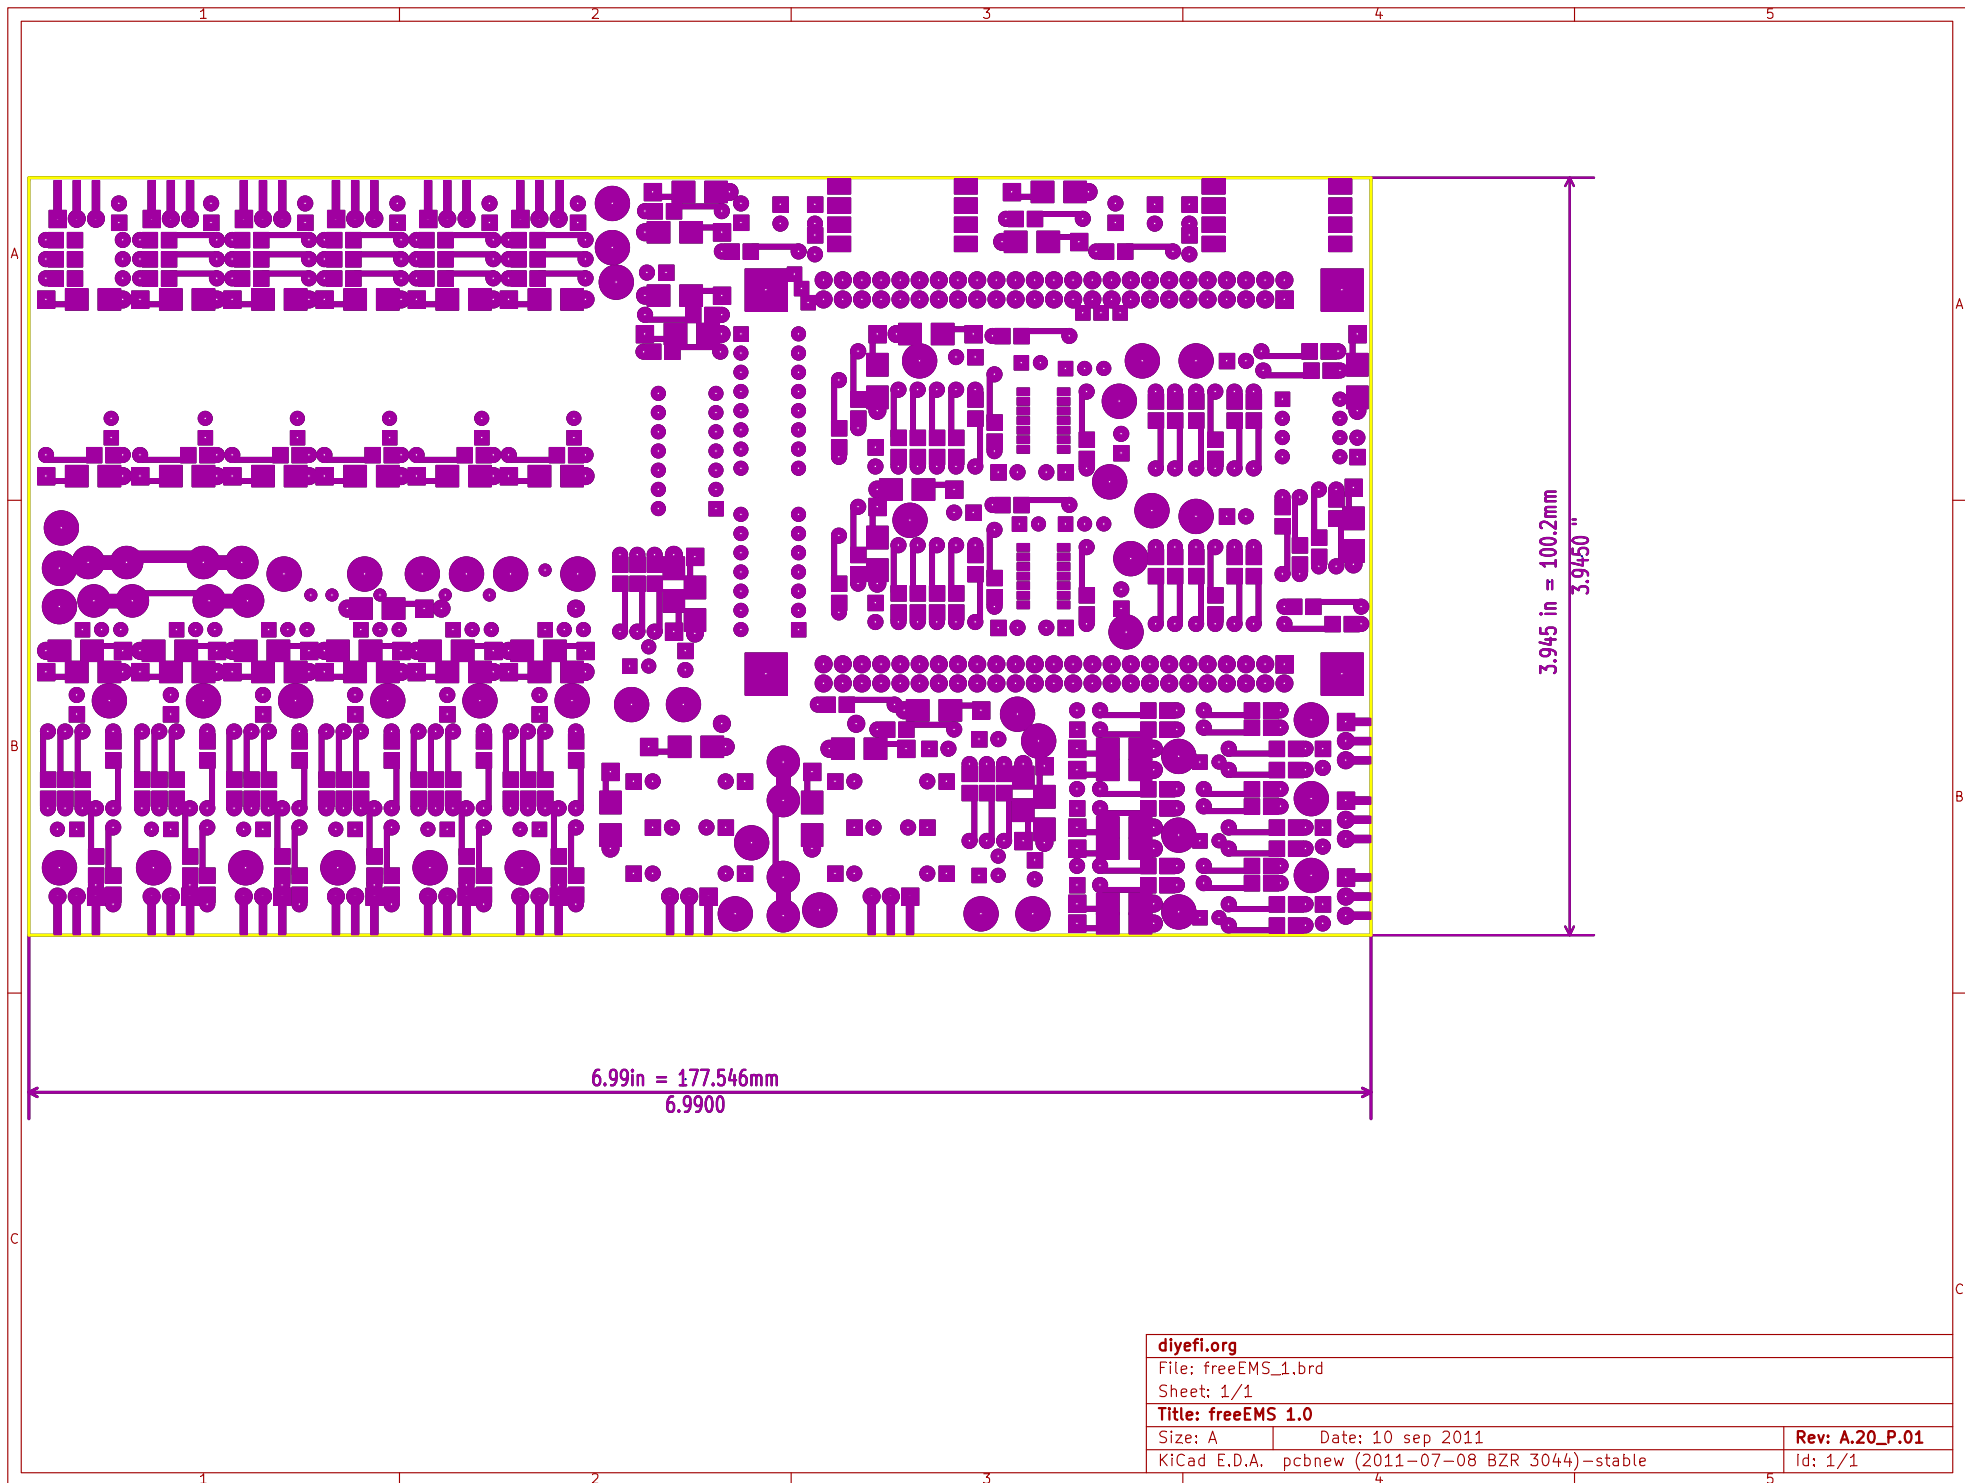 1 2 3 4 5
A
A
B
B
C
C
3.945 in = 100.2mm
3.9450 "
6.99in = 177.546mm
6.9900
diyefi.org
File: freeEMS_1.brd
Sheet: 1/1
Title: freeEMS 1.0
Size: A Date: 10 sep 2011 Rev: A.20_P.01
KiCad E.D.A. pcbnew (2011-07-08 BZR 3044)-stable Id: 1/1
1 2 3 4 5